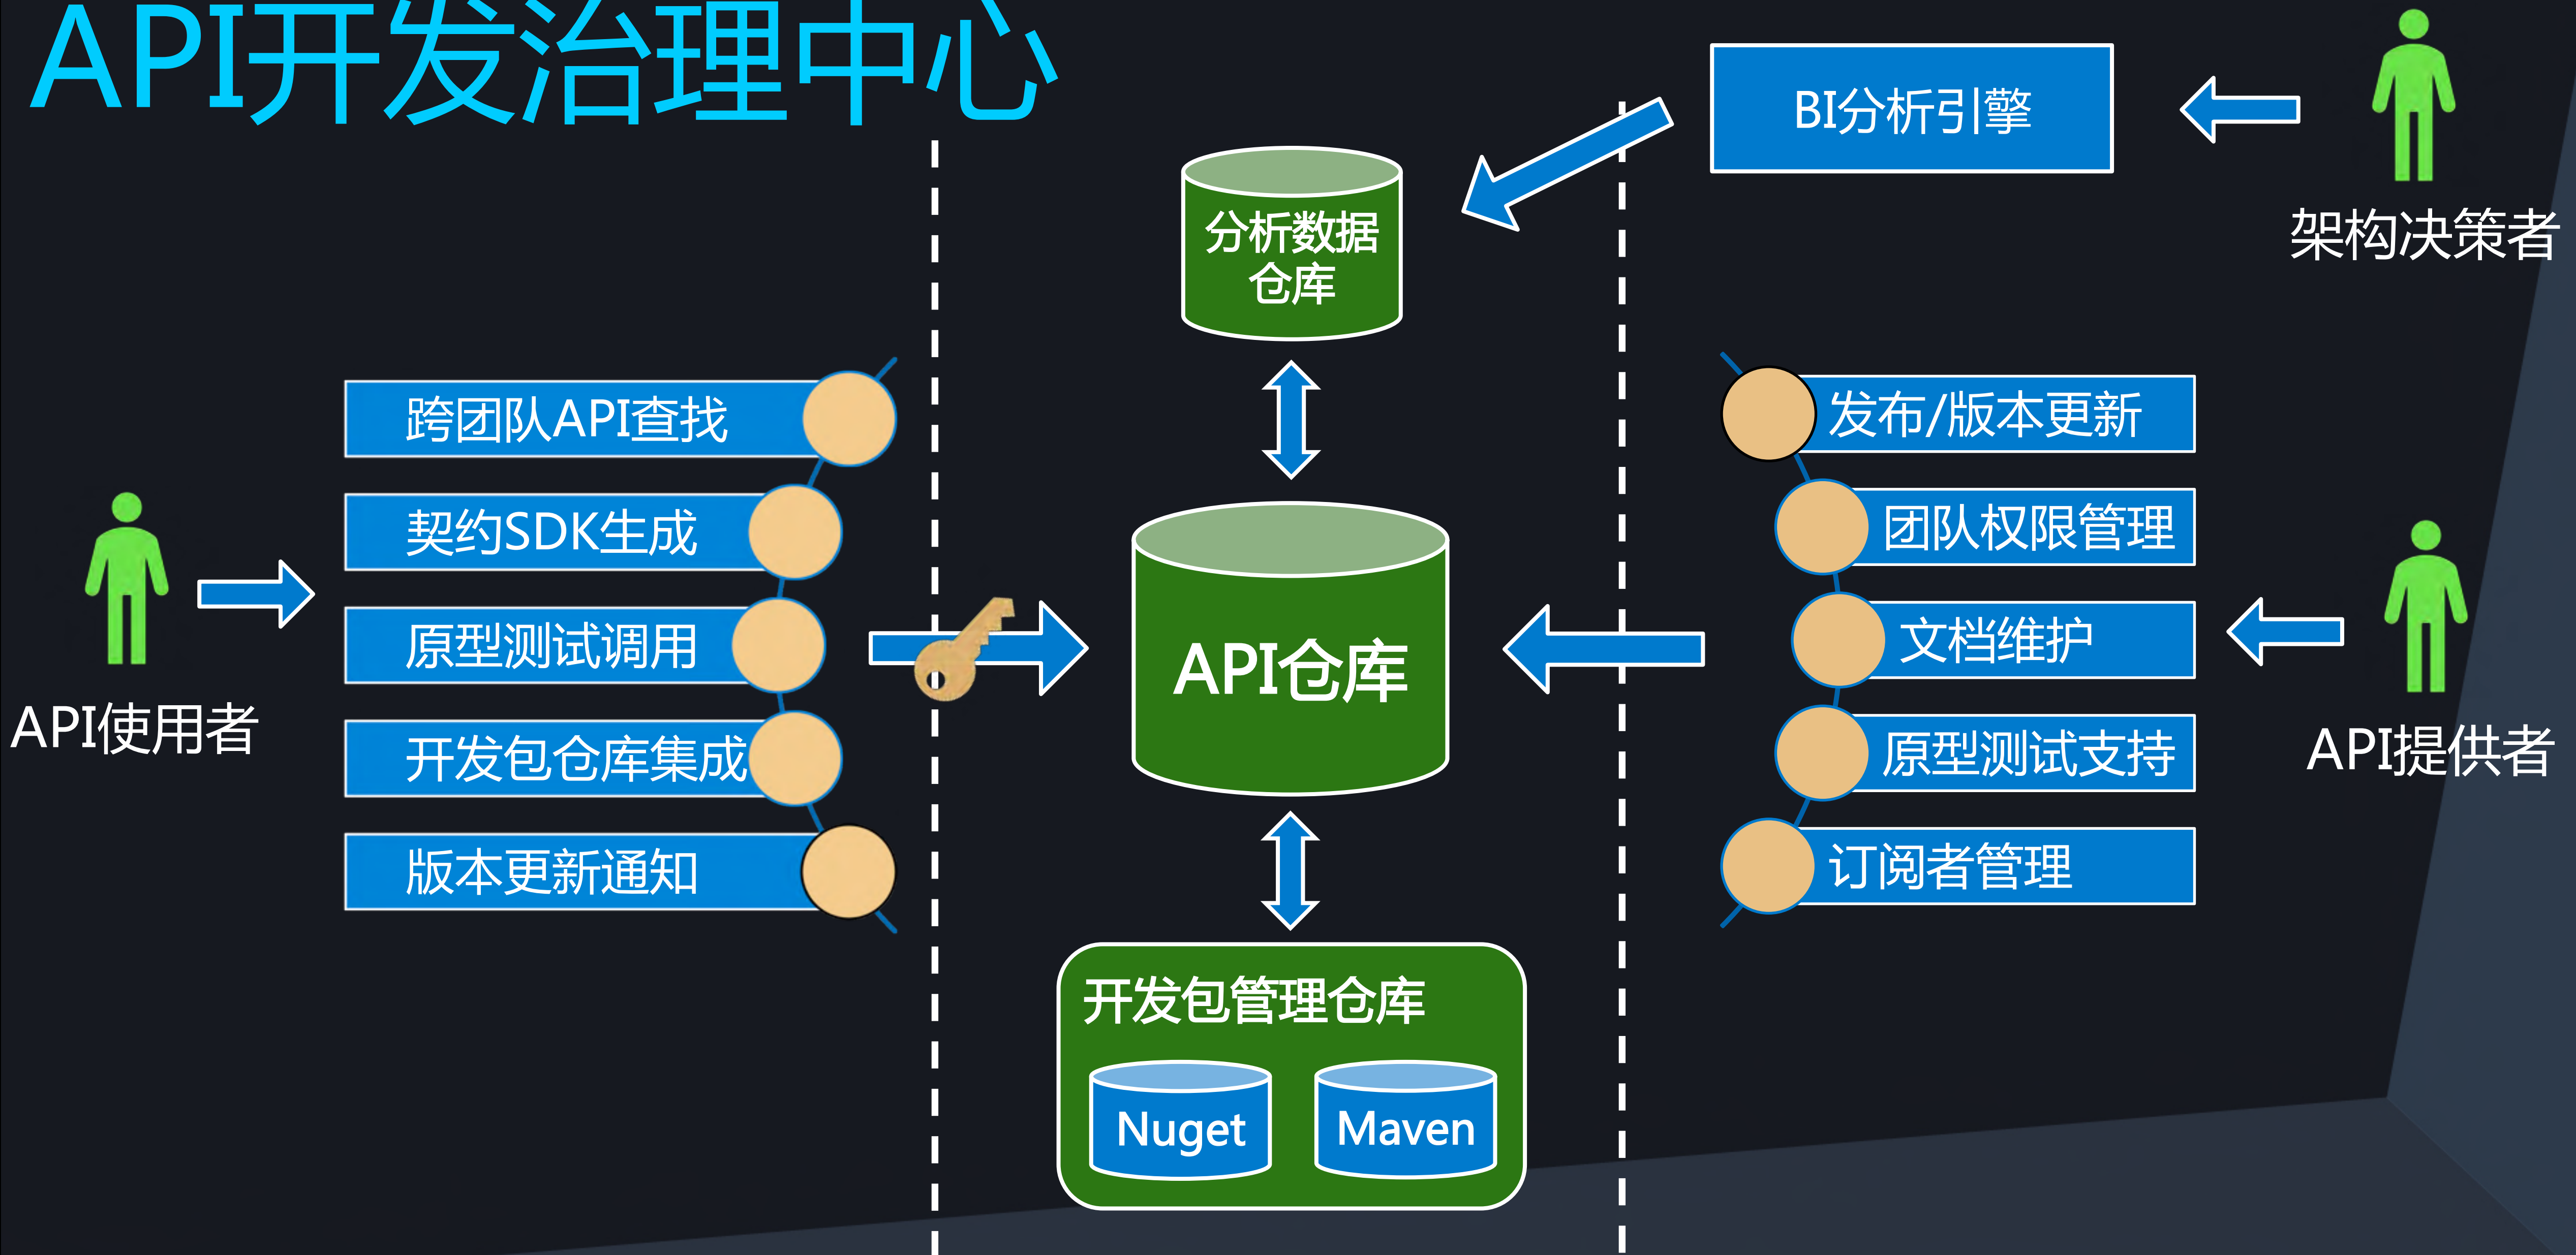 API开发治理中心
BI分析引擎
架构决策者
分析数据
仓库
跨团队API查找
契约SDK生成
原型测试调用
开发包仓库集成
版本更新通知
API使用者
API仓库
发布/版本更新
团队权限管理
文档维护
原型测试支持
订阅者管理
API提供者
开发包管理仓库
Nuget
Maven